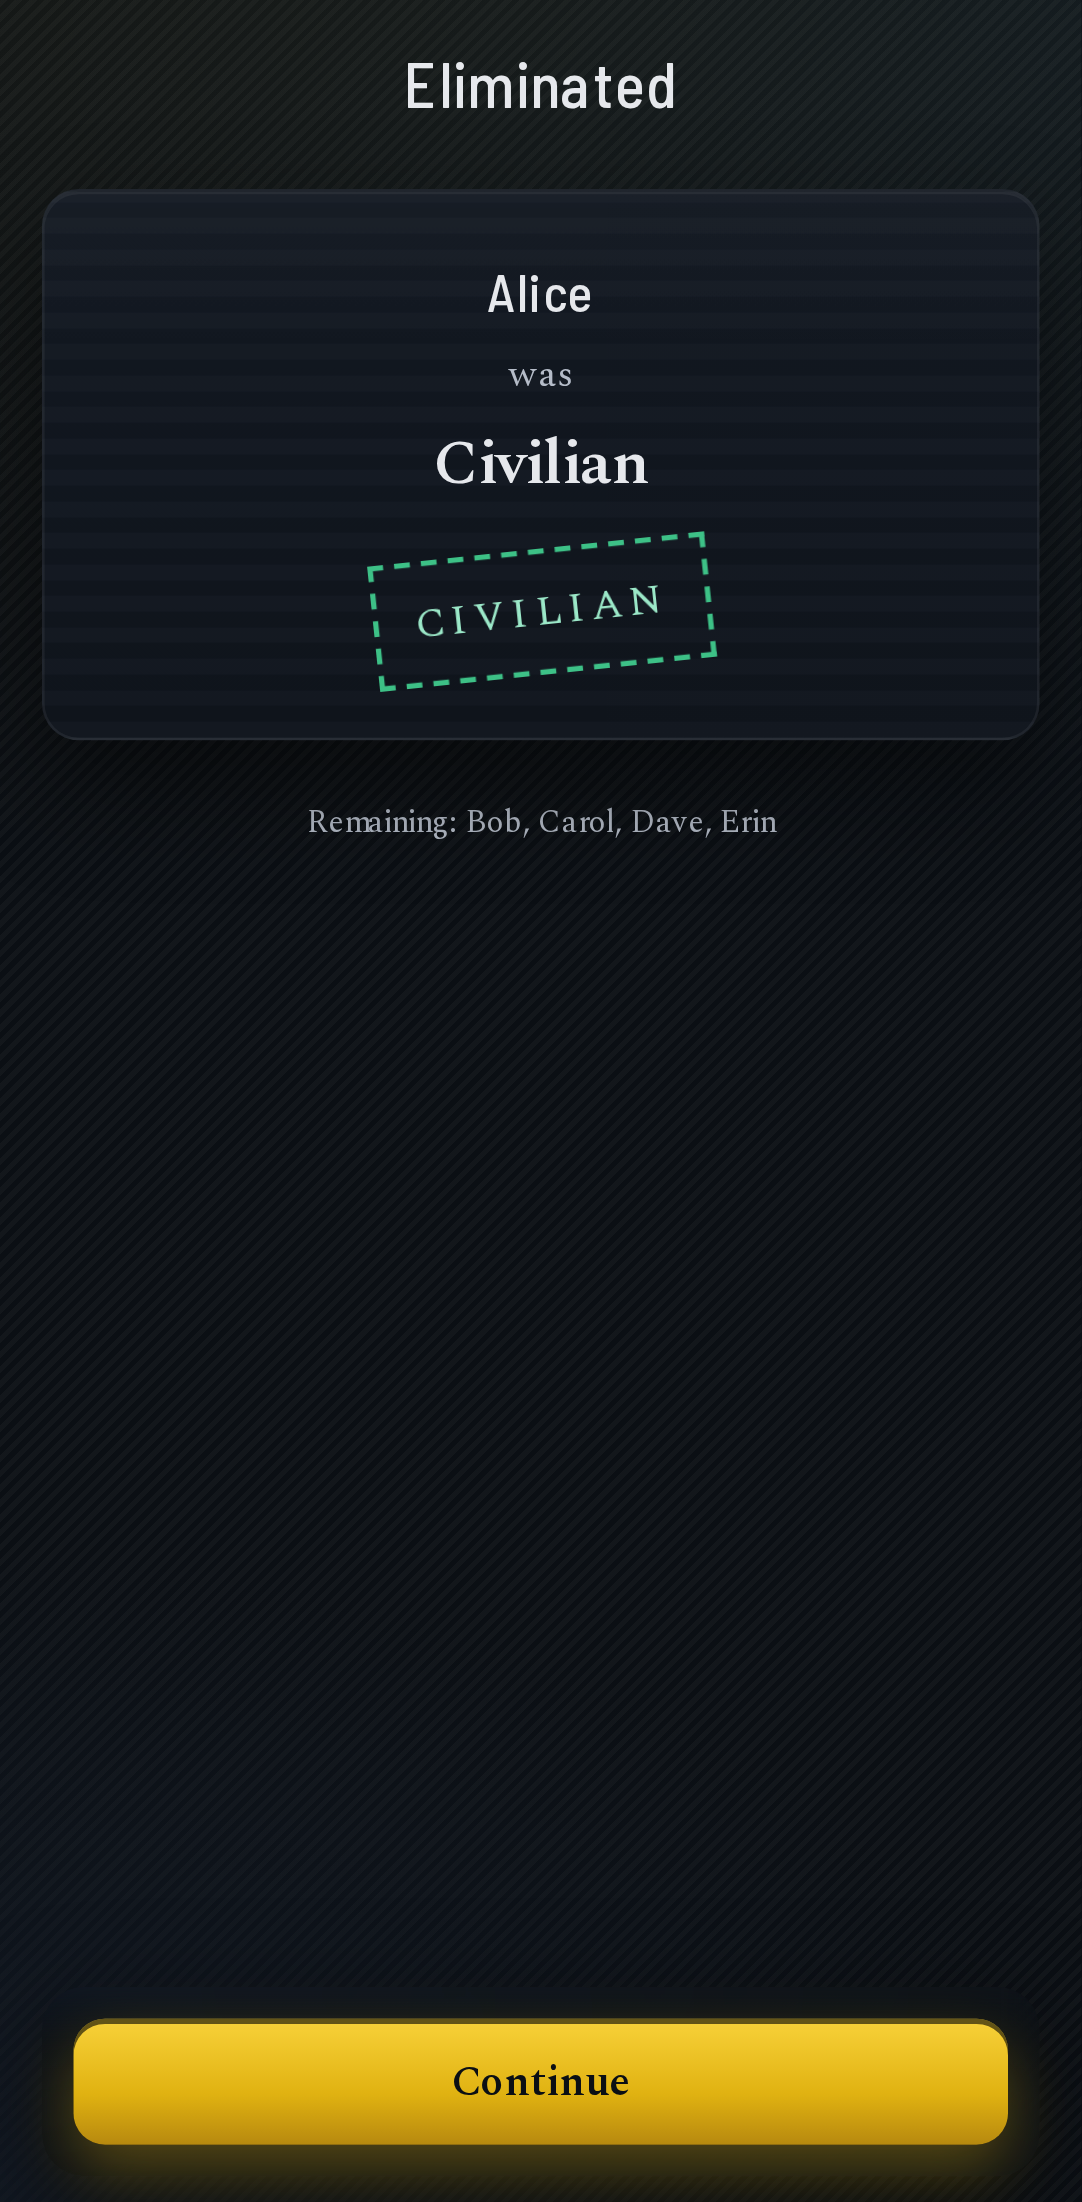 Eliminated
Alice
was
Civilian
CIVILIAN
Remaining: Bob, Carol, Dave, Erin
Continue